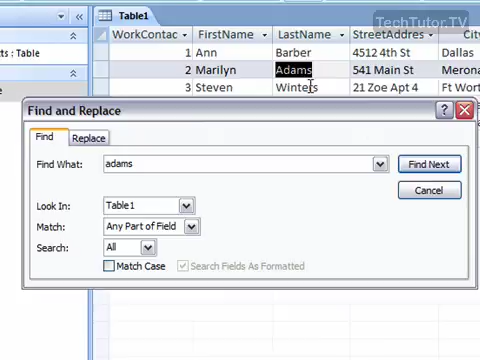 TechTutor.TV
Table1
WorkContac FirstName LastName StreetAddres City
1 Ann Barber 4512 4th St Dallas
ts : Table
2 Marilyn Adams 541 Main St Merona
e
3 Steven Winters 21 Zoe Apt 4 Ft Wort
Find and Replace
Find Replace
Find What: adams Find Next
Cancel
Look In: Table1
Match: Any Part of Field
Search: All
Match Case Search Fields As Formatted